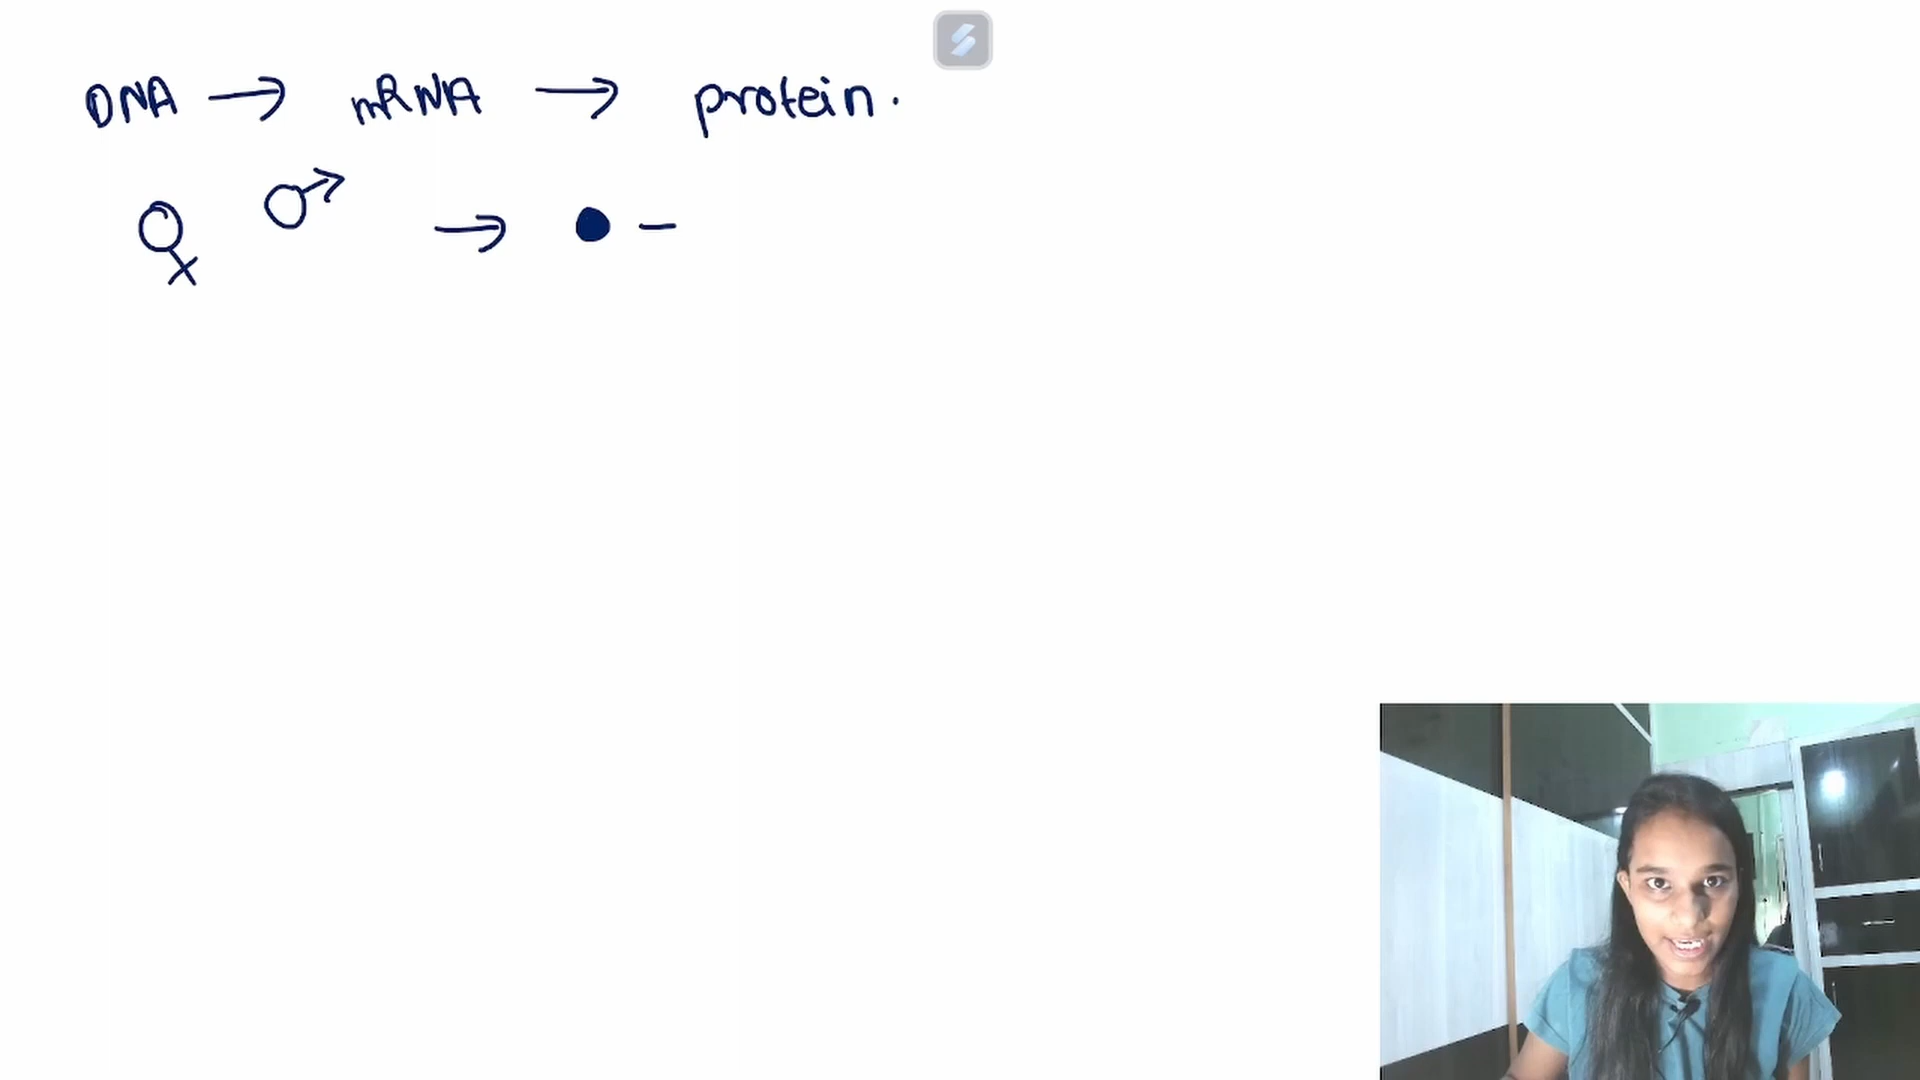 DNA → mRNA → protein.
♀ ♂ → ● –